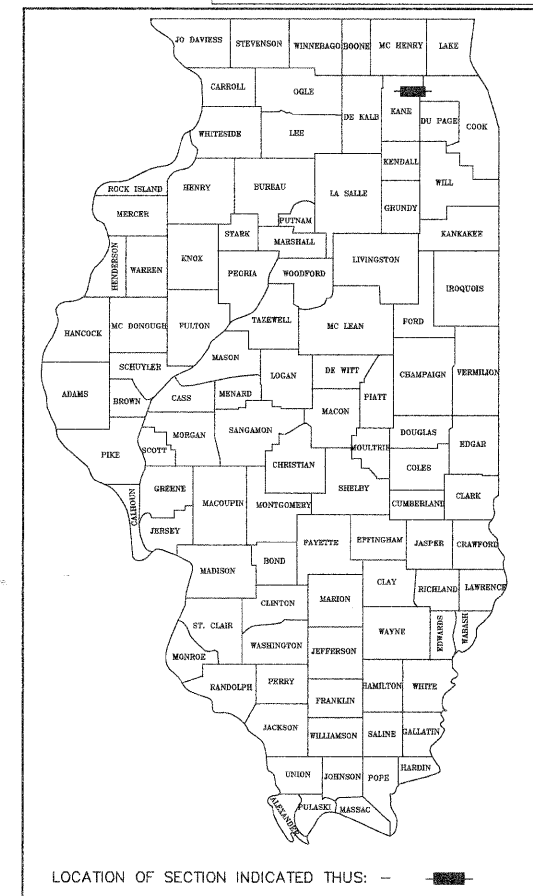 JO DAVIESS STEVENSON WINNEBAGO BOONE MC HENRY LAKE
CARROLL OGLE DE KALB KANE DU PAGE COOK
WHITESIDE LEE
KENDALL WILL
ROCK ISLAND HENRY BUREAU LA SALLE GRUNDY
MERCER PUTNAM KANKAKEE
HENDERSON WARREN KNOX STARK MARSHALL
PEORIA WOODFORD LIVINGSTON IROQUOIS
HANCOCK MC DONOUGH FULTON TAZEWELL MC LEAN FORD
MASON
SCHUYLER LOGAN DE WITT CHAMPAIGN VERMILION
ADAMS BROWN CASS MENARD MACON PIATT
MORGAN SANGAMON DOUGLAS EDGAR
PIKE SCOTT CHRISTIAN MOULTRIE COLES
CALHOUN GREENE MACOUPIN MONTGOMERY SHELBY CUMBERLAND CLARK
JERSEY FAYETTE EFFINGHAM JASPER CRAWFORD
MADISON BOND
CLAY RICHLAND LAWRENCE
CLINTON MARION
ST. CLAIR WAYNE EDWARDS WABASH
WASHINGTON JEFFERSON
MONROE
RANDOLPH PERRY HAMILTON WHITE
FRANKLIN
JACKSON WILLIAMSON SALINE GALLATIN
UNION JOHNSON POPE HARDIN
ALEXANDER PULASKI MASSAC
LOCATION OF SECTION INDICATED THUS: -